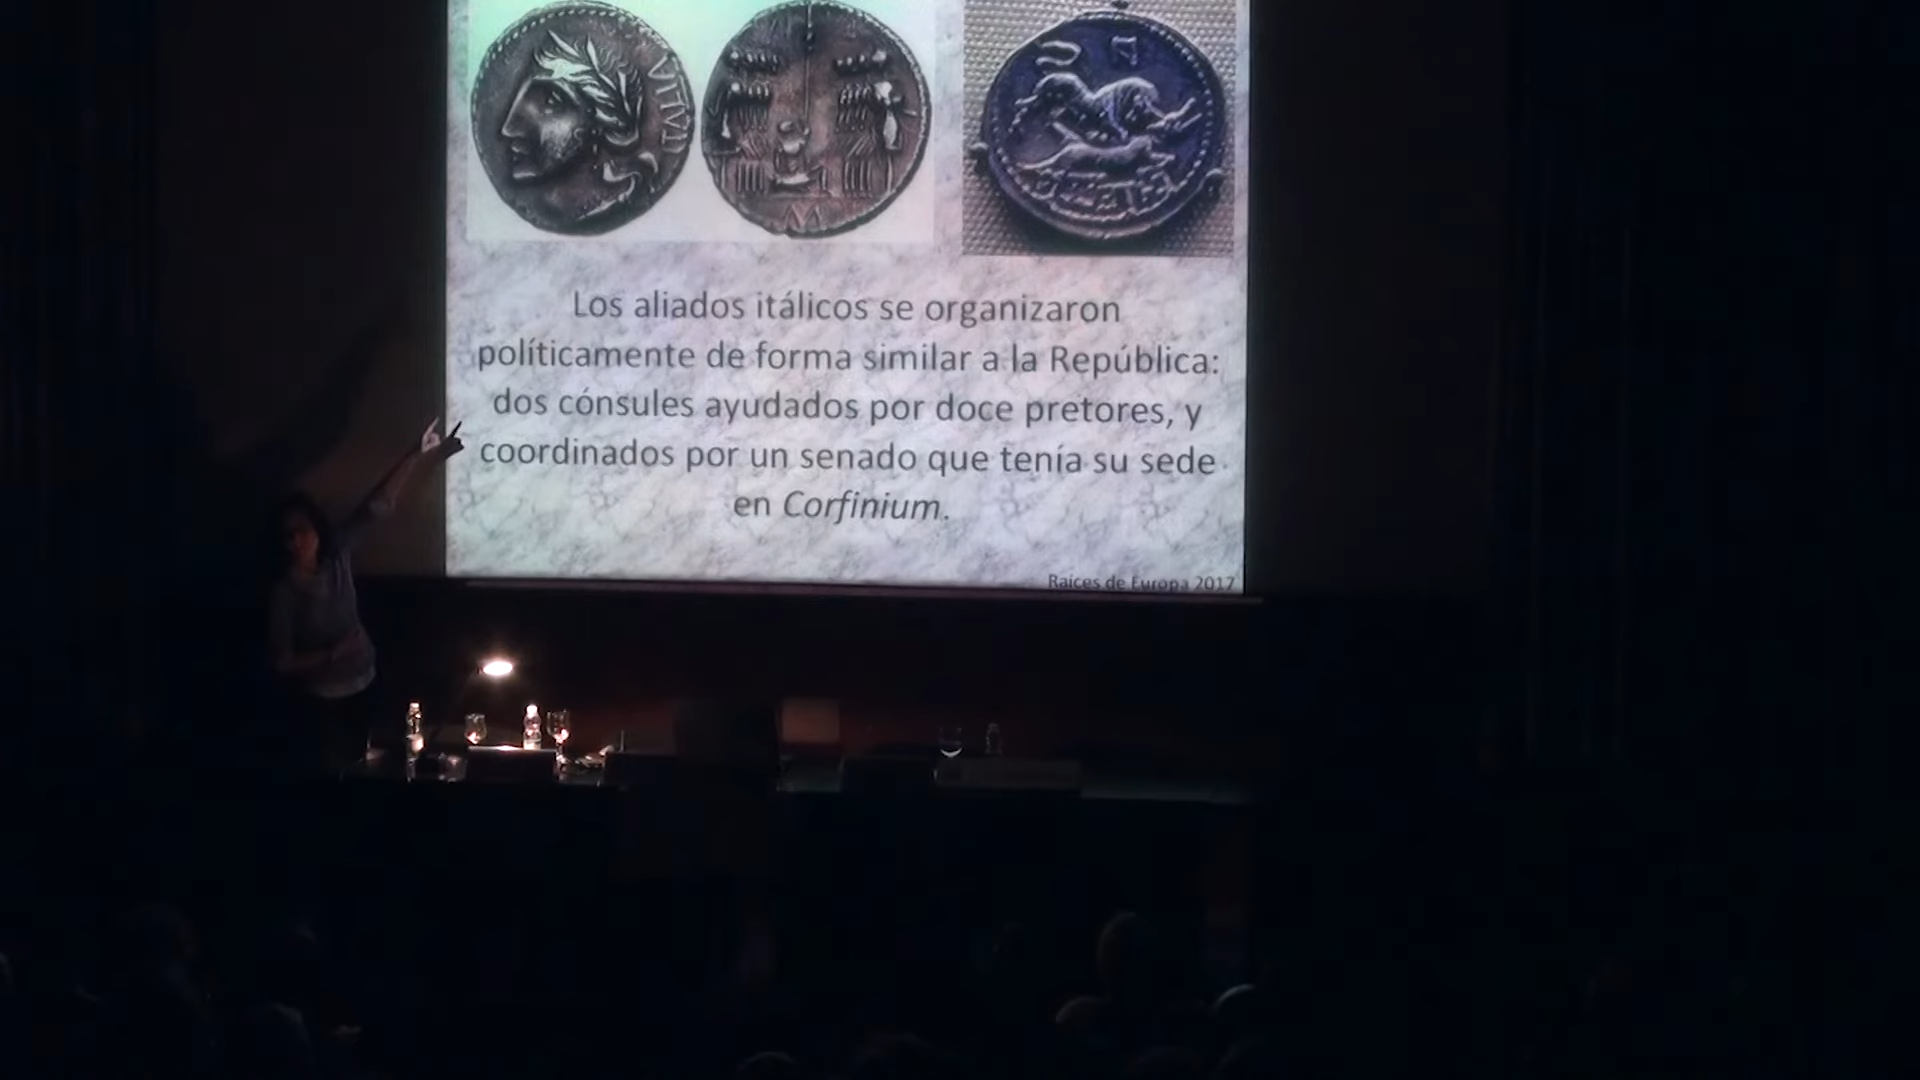 ITALIA
Los aliados itálicos se organizaron
políticamente de forma similar a la República:
dos cónsules ayudados por doce pretores, y
coordinados por un senado que tenía su sede
en Corfinium.
Raíces de Europa 2017